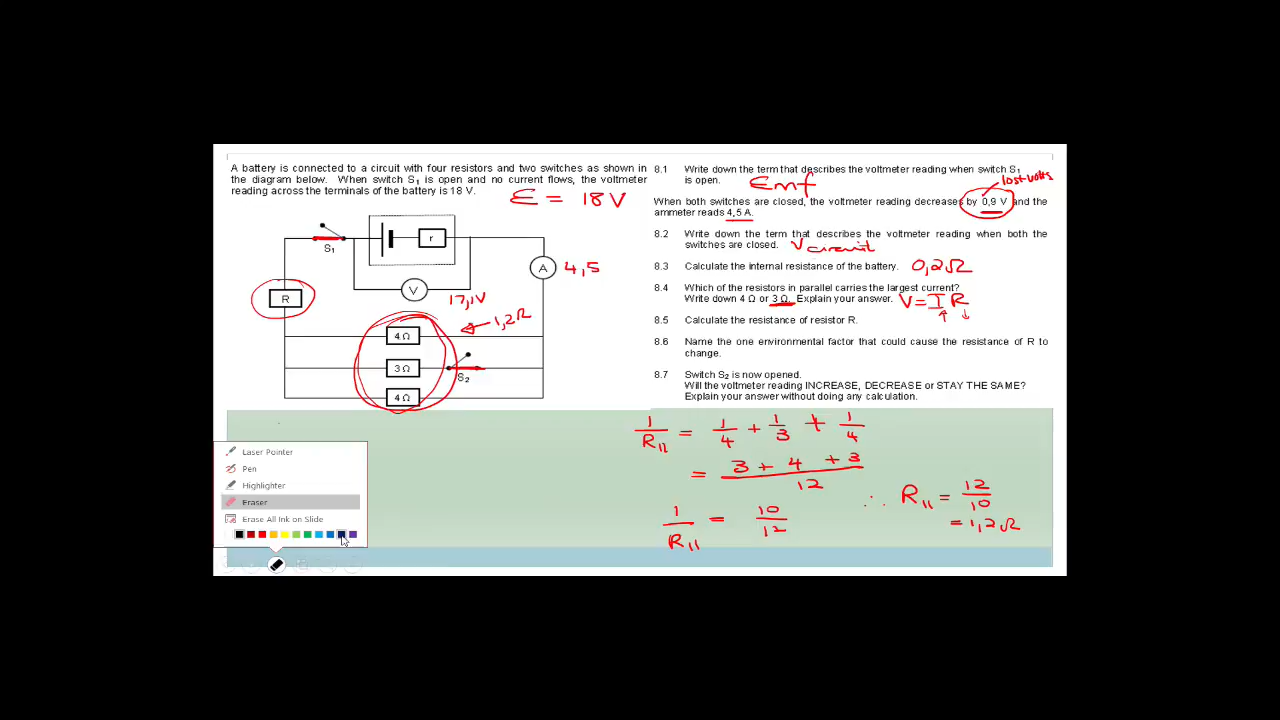 A battery is connected to a circuit with four resistors and two switches as shown in
the diagram below. When switch S1 is open and no current flows, the voltmeter
reading across the terminals of the battery is 18 V.
ε = 18 V
S1
r
A
4,5
V
17,1V
R
1,2Ω
4 Ω
3 Ω
S2
4 Ω
8.1 Write down the term that describes the voltmeter reading when switch S1
is open.
Emf
lost volts
When both switches are closed, the voltmeter reading decreases by 0,9 V and the
ammeter reads 4,5 A.
8.2 Write down the term that describes the voltmeter reading when both the
switches are closed.
V circuit
8.3 Calculate the internal resistance of the battery.
0,2Ω
8.4 Which of the resistors in parallel carries the largest current?
Write down 4 Ω or 3 Ω. Explain your answer.
V = I R
↑ ↓
8.5 Calculate the resistance of resistor R.
8.6 Name the one environmental factor that could cause the resistance of R to
change.
8.7 Switch S2 is now opened.
Will the voltmeter reading INCREASE, DECREASE or STAY THE SAME?
Explain your answer without doing any calculation.
1/R|| = 1/4 + 1/3 + 1/4
= 3 + 4 + 3 / 12
1/R|| = 10/12
∴ R|| = 12/10
= 1,2Ω
Laser Pointer
Pen
Highlighter
Eraser
Erase All Ink on Slide